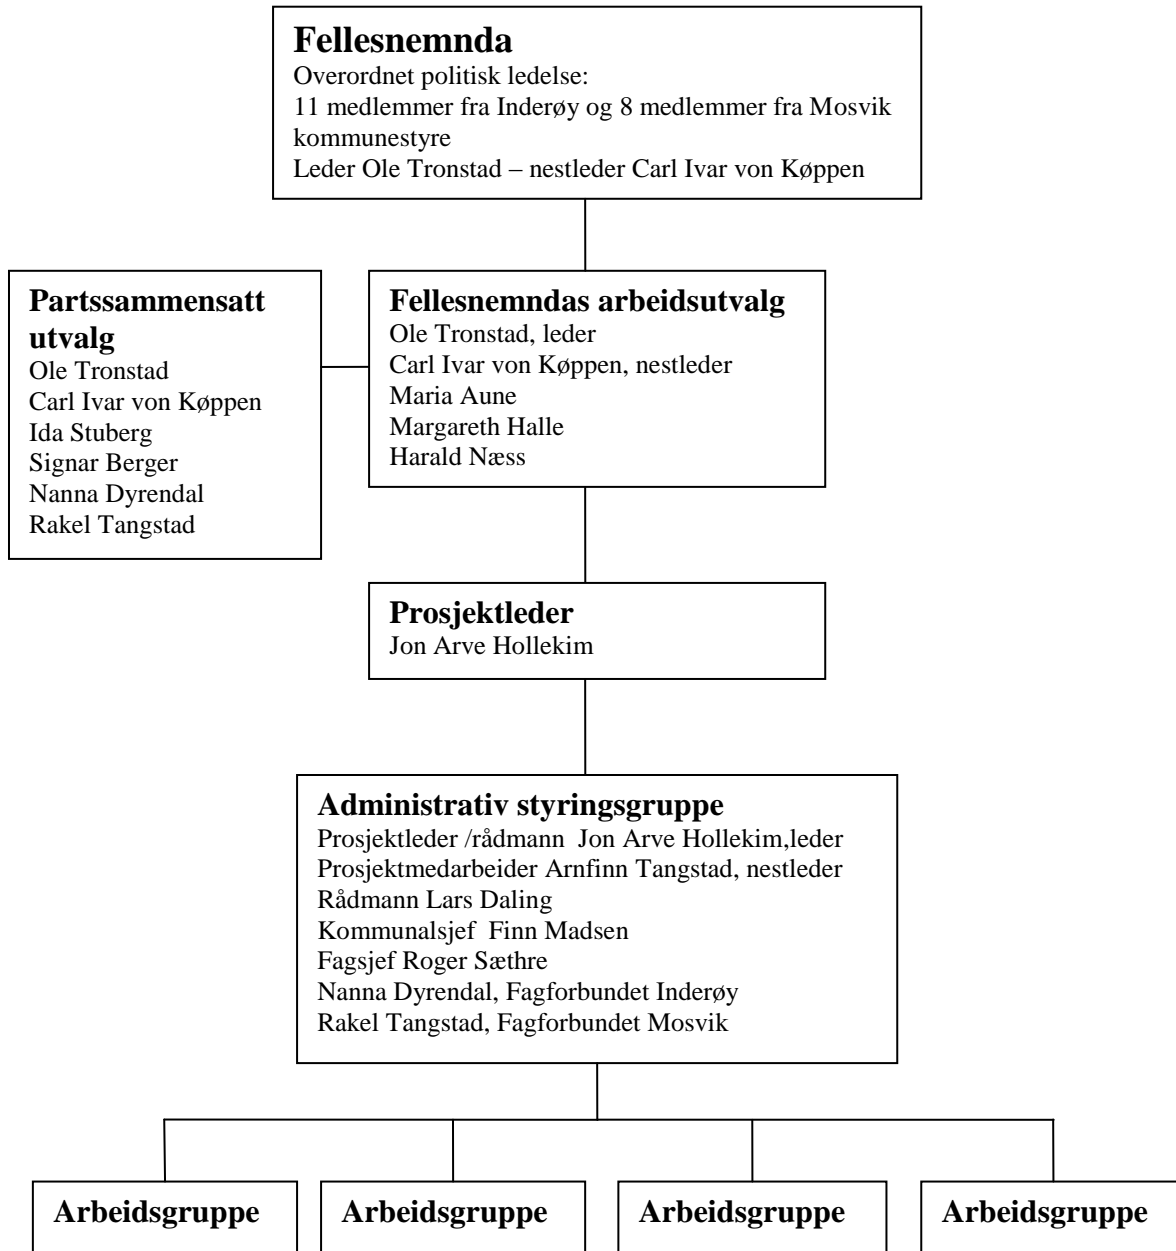 Fellesnemnda
Overordnet politisk ledelse:
11 medlemmer fra Inderøy og 8 medlemmer fra Mosvik
kommunestyre
Leder Ole Tronstad – nestleder Carl Ivar von Køppen
Partssammensatt
utvalg
Ole Tronstad
Carl Ivar von Køppen
Ida Stuberg
Signar Berger
Nanna Dyrendal
Rakel Tangstad
Fellesnemndas arbeidsutvalg
Ole Tronstad, leder
Carl Ivar von Køppen, nestleder
Maria Aune
Margareth Halle
Harald Næss
Prosjektleder
Jon Arve Hollekim
Administrativ styringsgruppe
Prosjektleder /rådmann  Jon Arve Hollekim,leder
Prosjektmedarbeider Arnfinn Tangstad, nestleder
Rådmann Lars Daling
Kommunalsjef  Finn Madsen
Fagsjef Roger Sæthre
Nanna Dyrendal, Fagforbundet Inderøy
Rakel Tangstad, Fagforbundet Mosvik
Arbeidsgruppe
Arbeidsgruppe
Arbeidsgruppe
Arbeidsgruppe